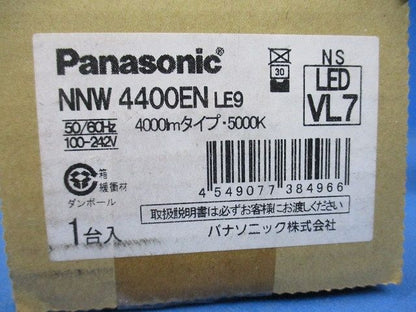 Panasonic
NNW 4400EN LE9
50/60Hz
100-242V
4000lmタイプ・5000K
30
NS
LED
VL7
箱
緩衝材
ダンボール
4 549077 384966
1台入
取扱説明書は必ずお客様にお渡しください
パナソニック株式会社